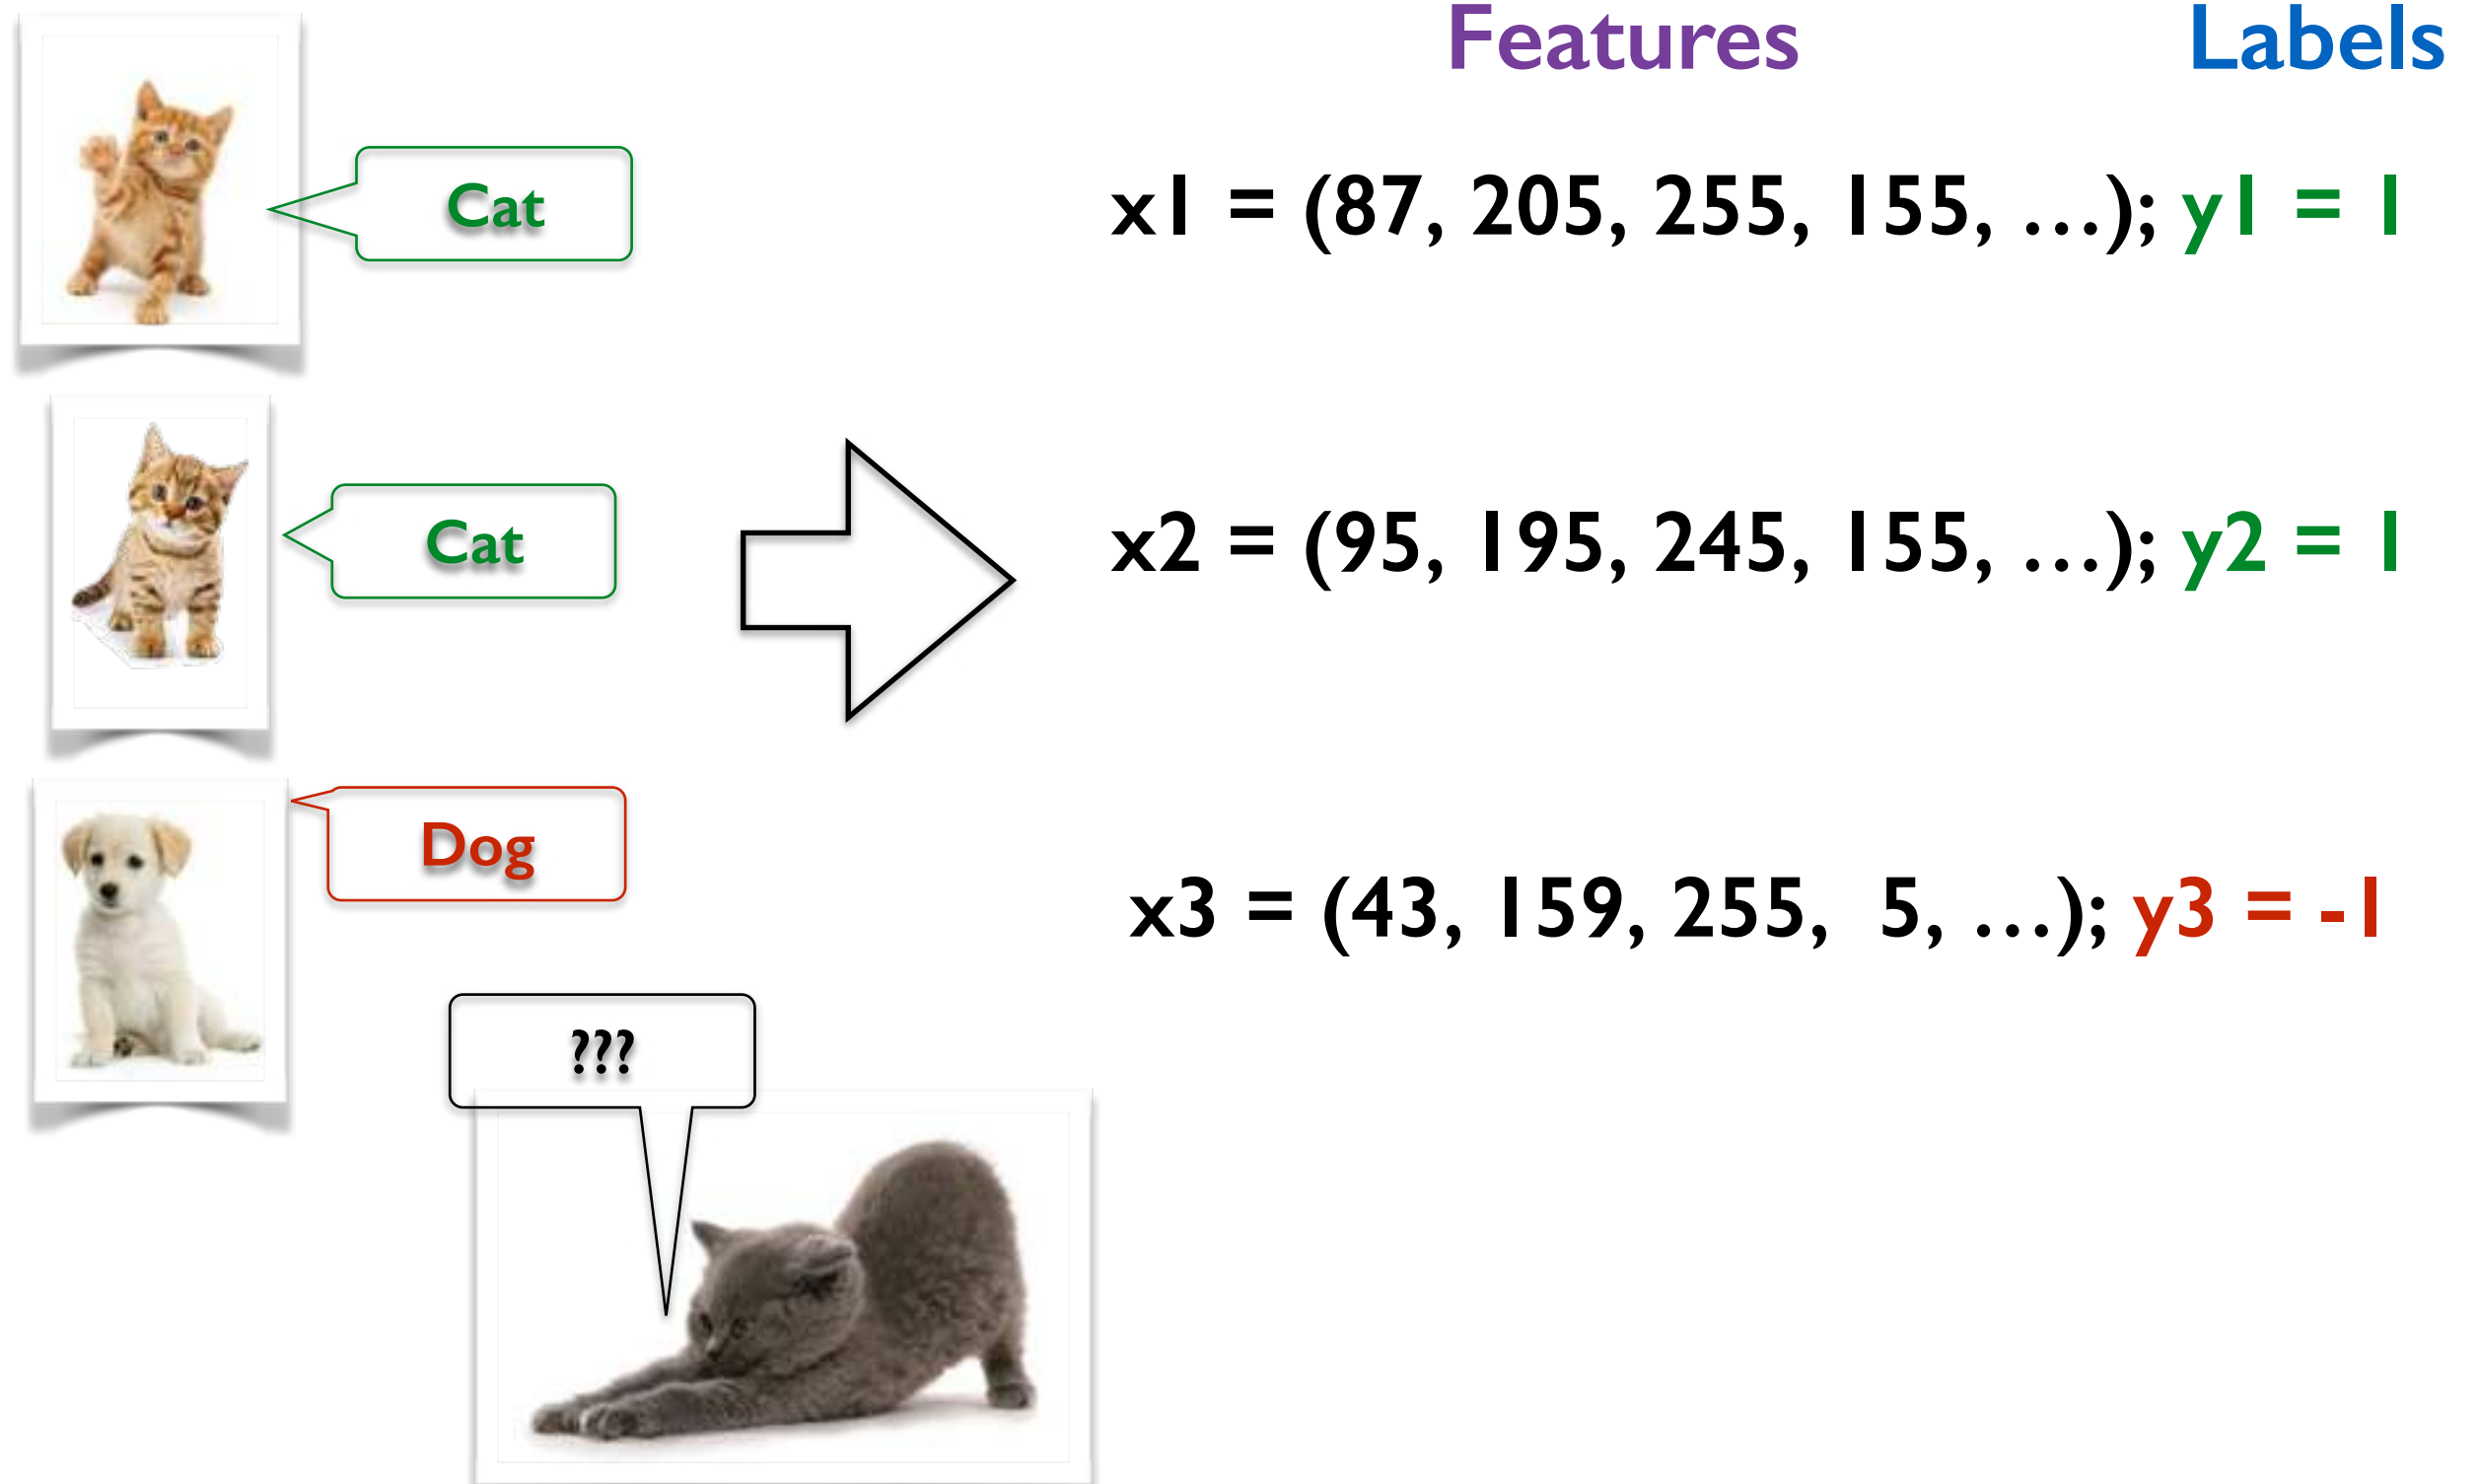 Features Labels
Cat
x1 = (87, 205, 255, 155, …); y1 = 1
Cat
x2 = (95, 195, 245, 155, …); y2 = 1
Dog
x3 = (43, 159, 255, 5, …); y3 = -1
???